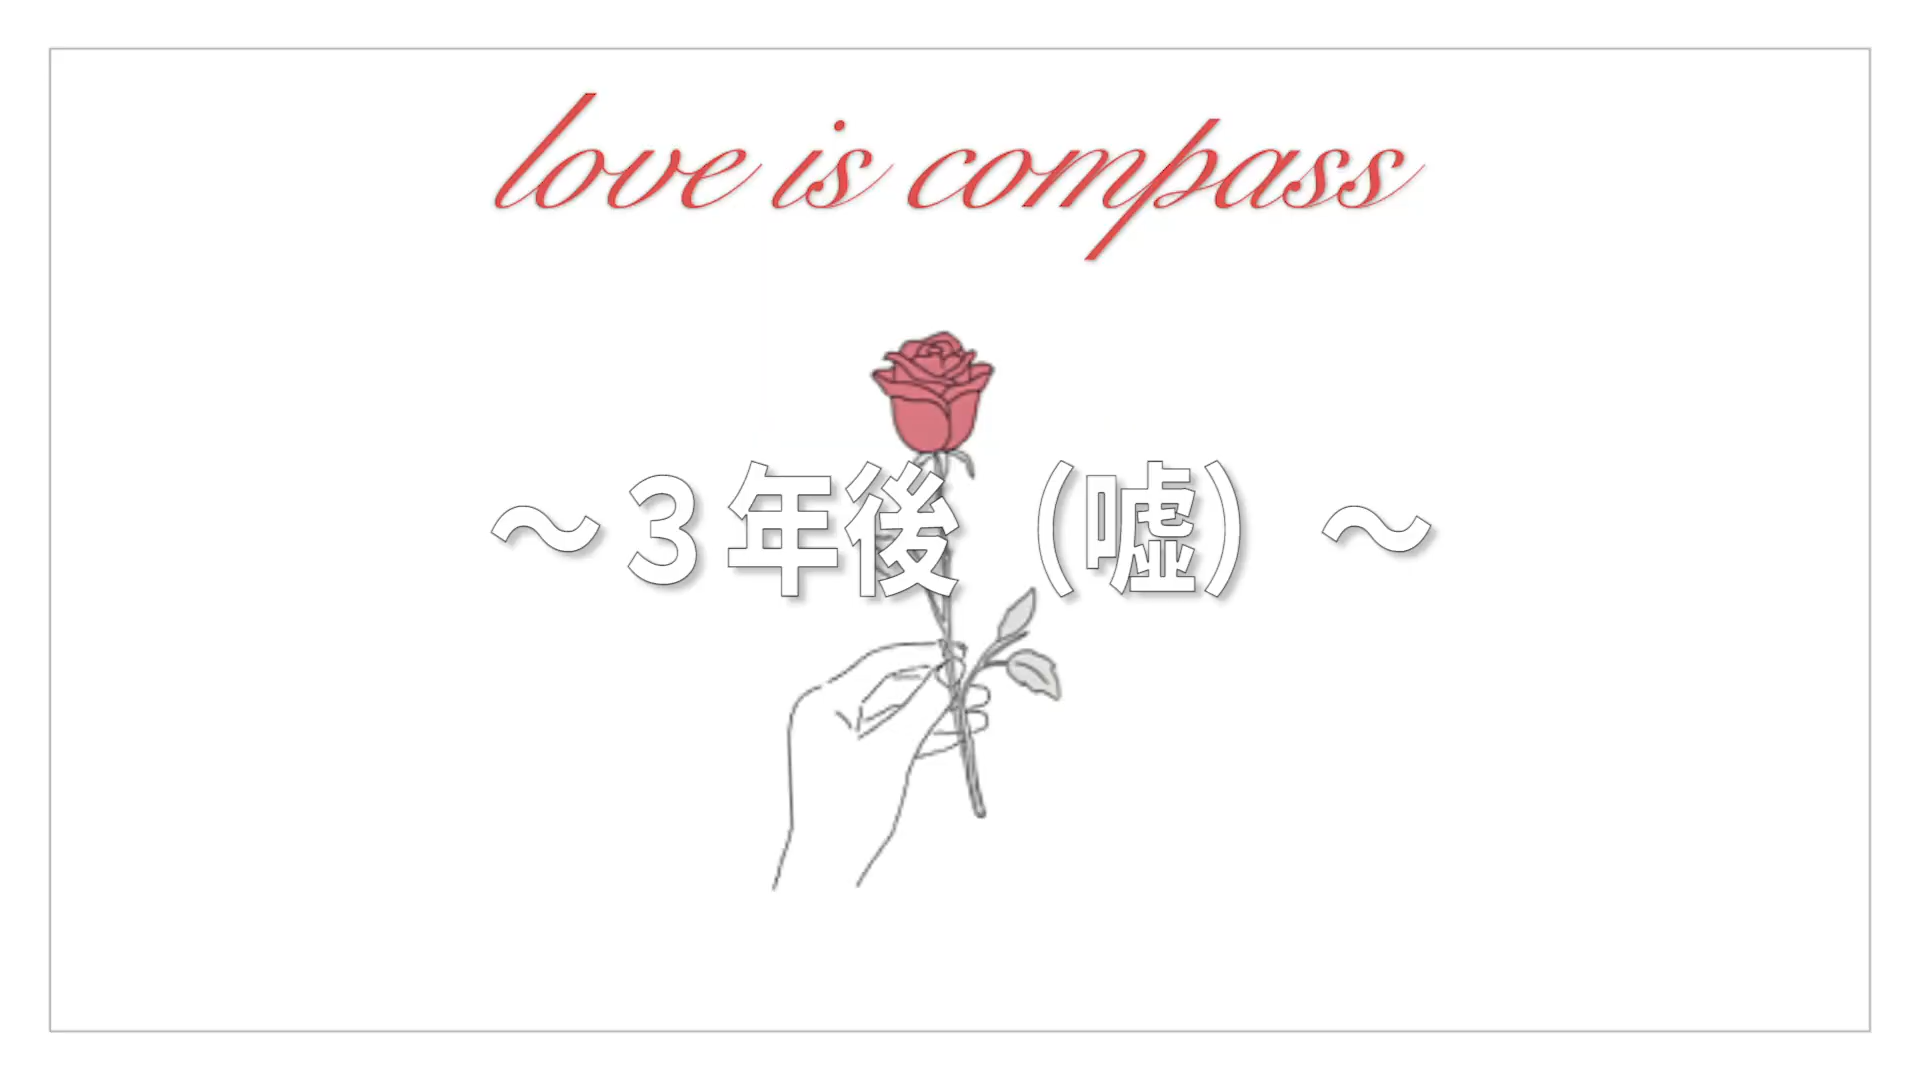 love is compass
～３年後（嘘）～